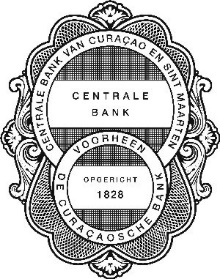 CENTRALE BANK VAN CURAÇAO EN SINT MAARTEN
CENTRALE
BANK
VOORHEEN
OPGERICHT
1828
DE CURAÇAOSCHE BANK